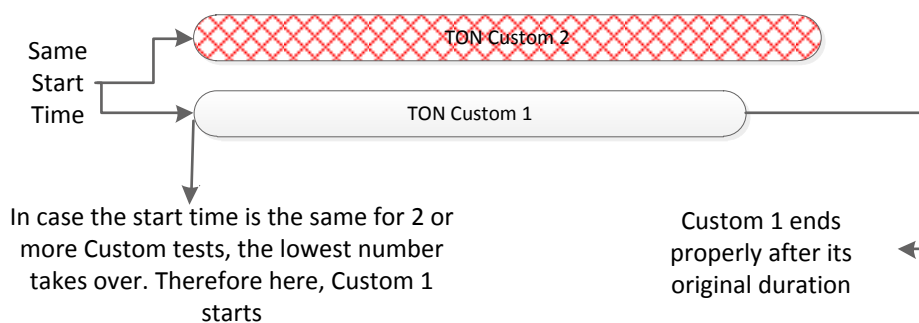 TON Custom 2
Same
Start
Time
TON Custom 1
In case the start time is the same for 2 or
more Custom tests, the lowest number
takes over. Therefore here, Custom 1
starts
Custom 1 ends
properly after its
original duration